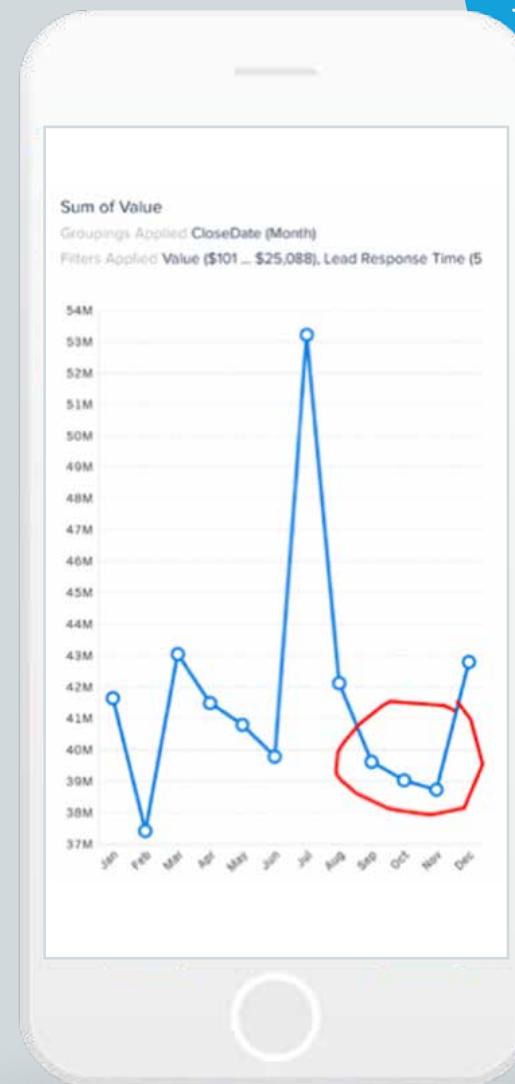 Sum of Value
Groupings Applied CloseDate (Month)
Filters Applied Value ($101 ... $25,088), Lead Response Time (5
54M
53M
52M
51M
50M
49M
48M
47M
46M
45M
44M
43M
42M
41M
40M
39M
38M
37M
Jan Feb Mar Apr May Jun Jul Aug Sep Oct Nov Dec